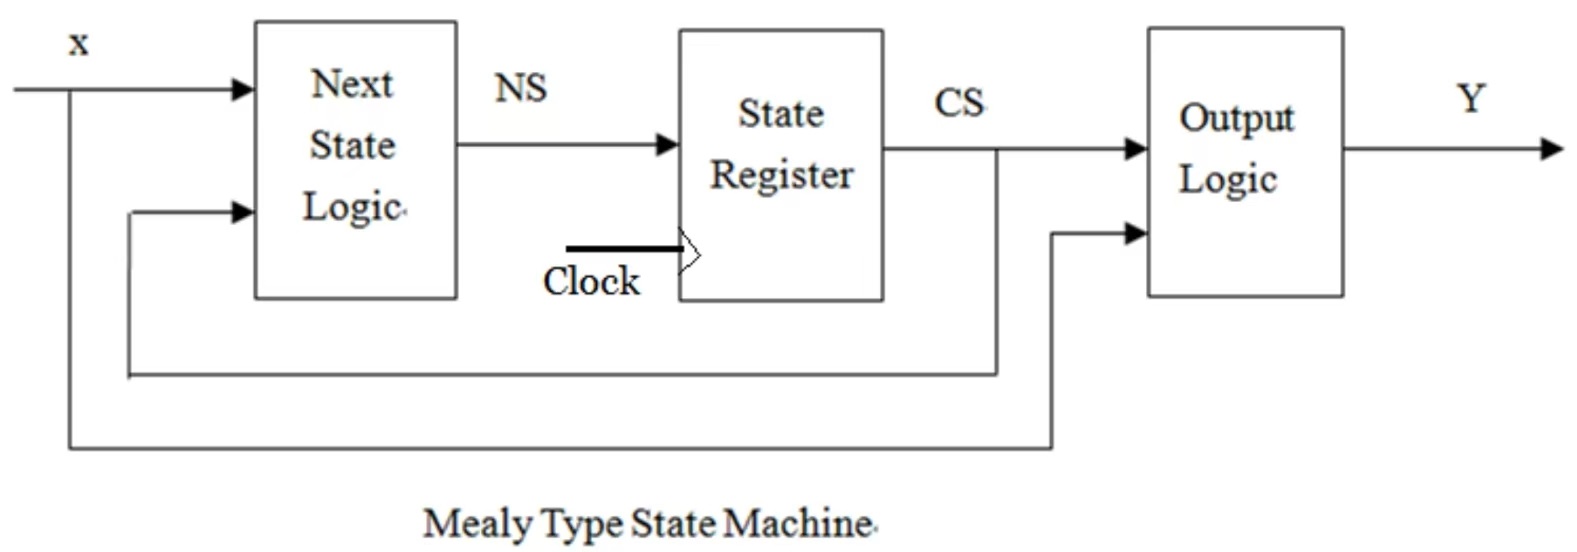 x
Next
State
Logic
NS
State
Register
Clock
CS
Output
Logic
Y
Mealy Type State Machine